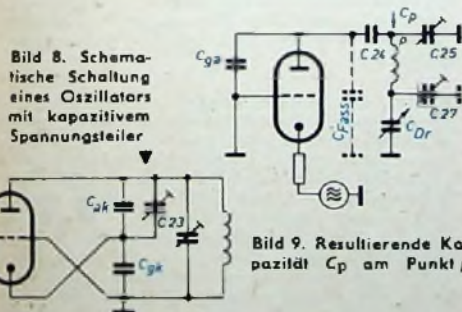 Bild 8. Schema-
tische Schaltung
eines Oszillators
mit kapazitivem
Spannungsteiler
Cga
CFass
C24
Cp
P
C25
C27
CDr
Cak
C23
Cgk
Bild 9. Resultierende Ka-
pazität Cp am Punkt P